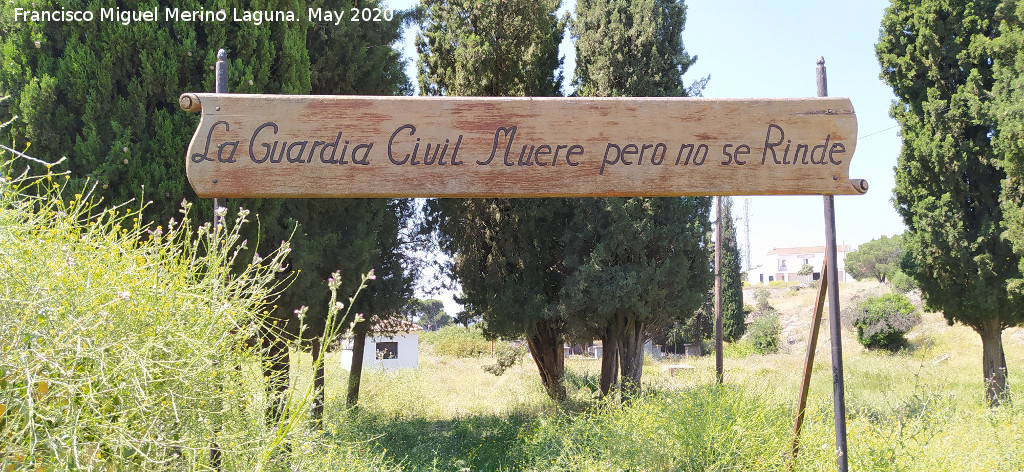 Francisco Miguel Merino Laguna. May 2020
La Guardia Civil Muere pero no se Rinde